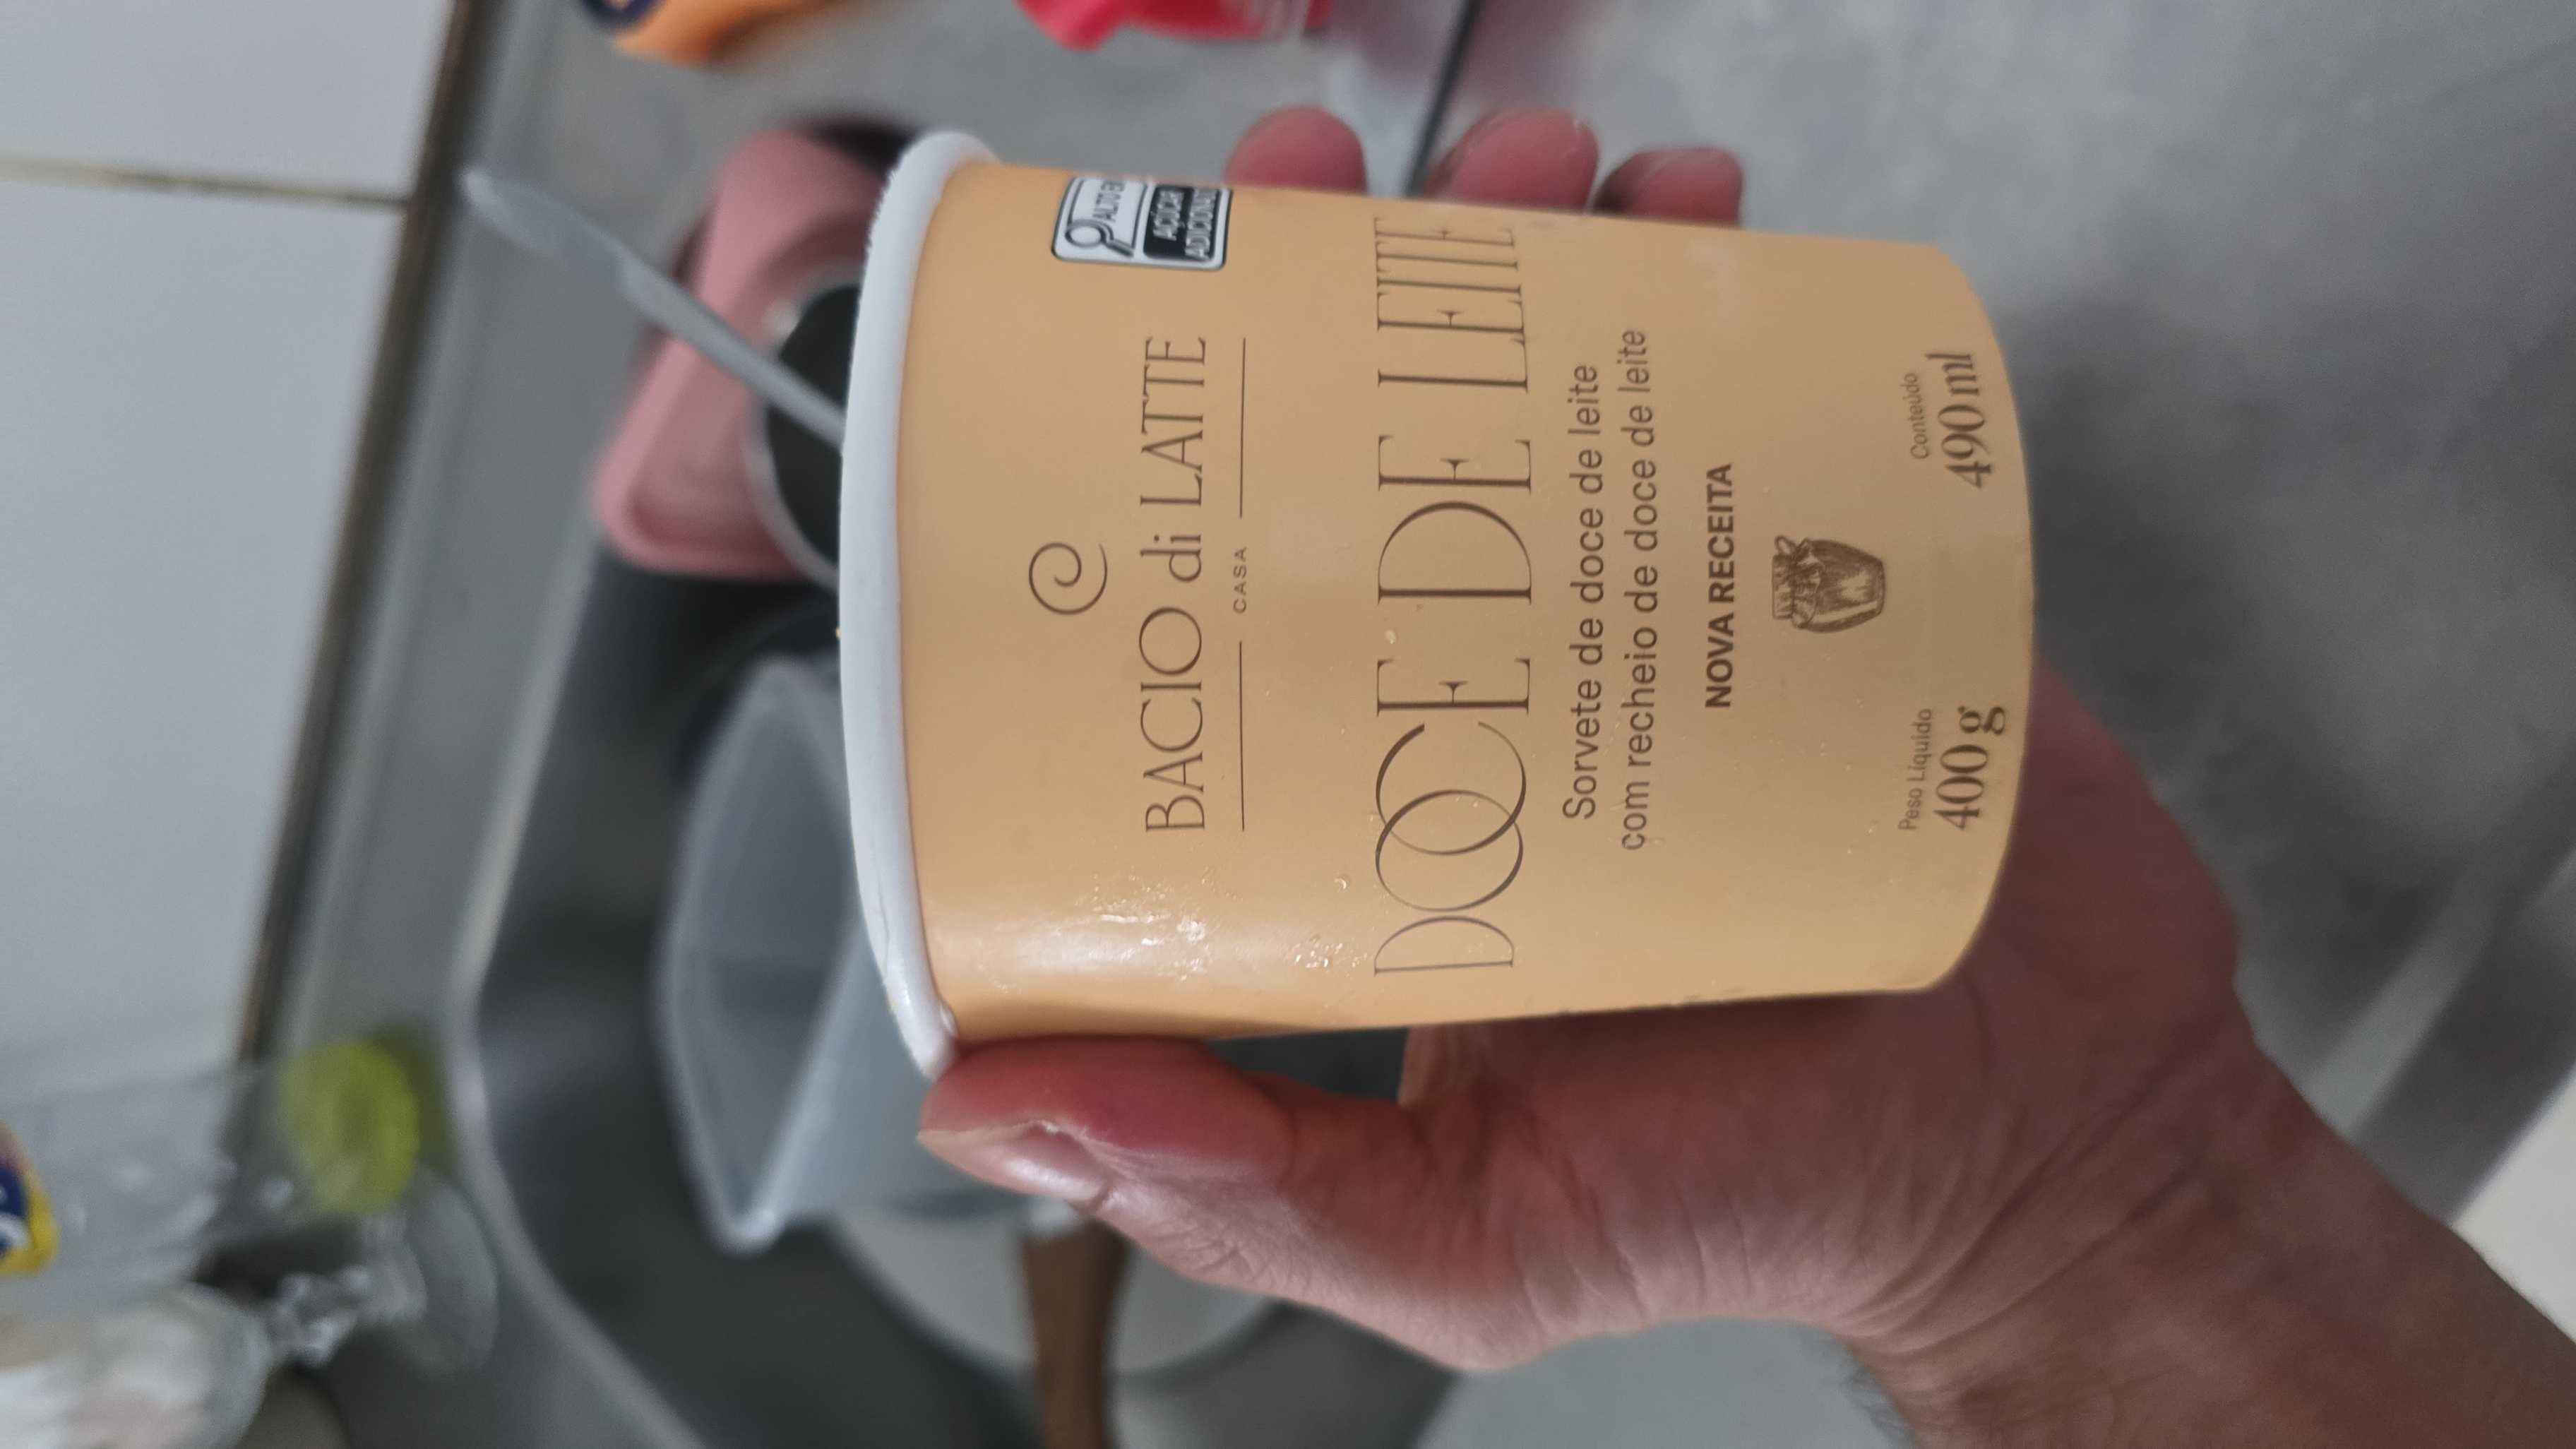 ALTO EM
AÇÚCAR
ADICIONADO
BACIO di LATTE
CASA
DOCE DE LEITE
Sorvete de doce de leite
com recheio de doce de leite
NOVA RECEITA
Peso Líquido
400 g
Conteúdo
490 ml